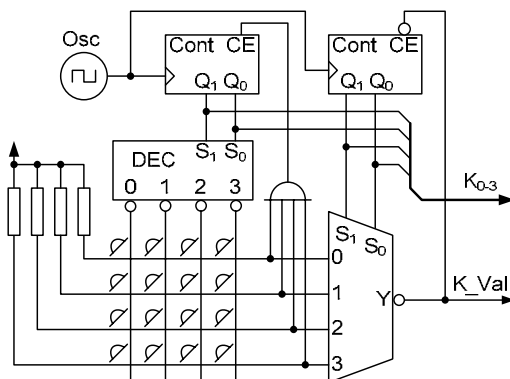 Osc
Cont CE
Q1 Q0
Cont CE
Q1 Q0
DEC S1 S0
0 1 2 3
K0-3
S1 S0
0
1
2
3
Y
K_Val